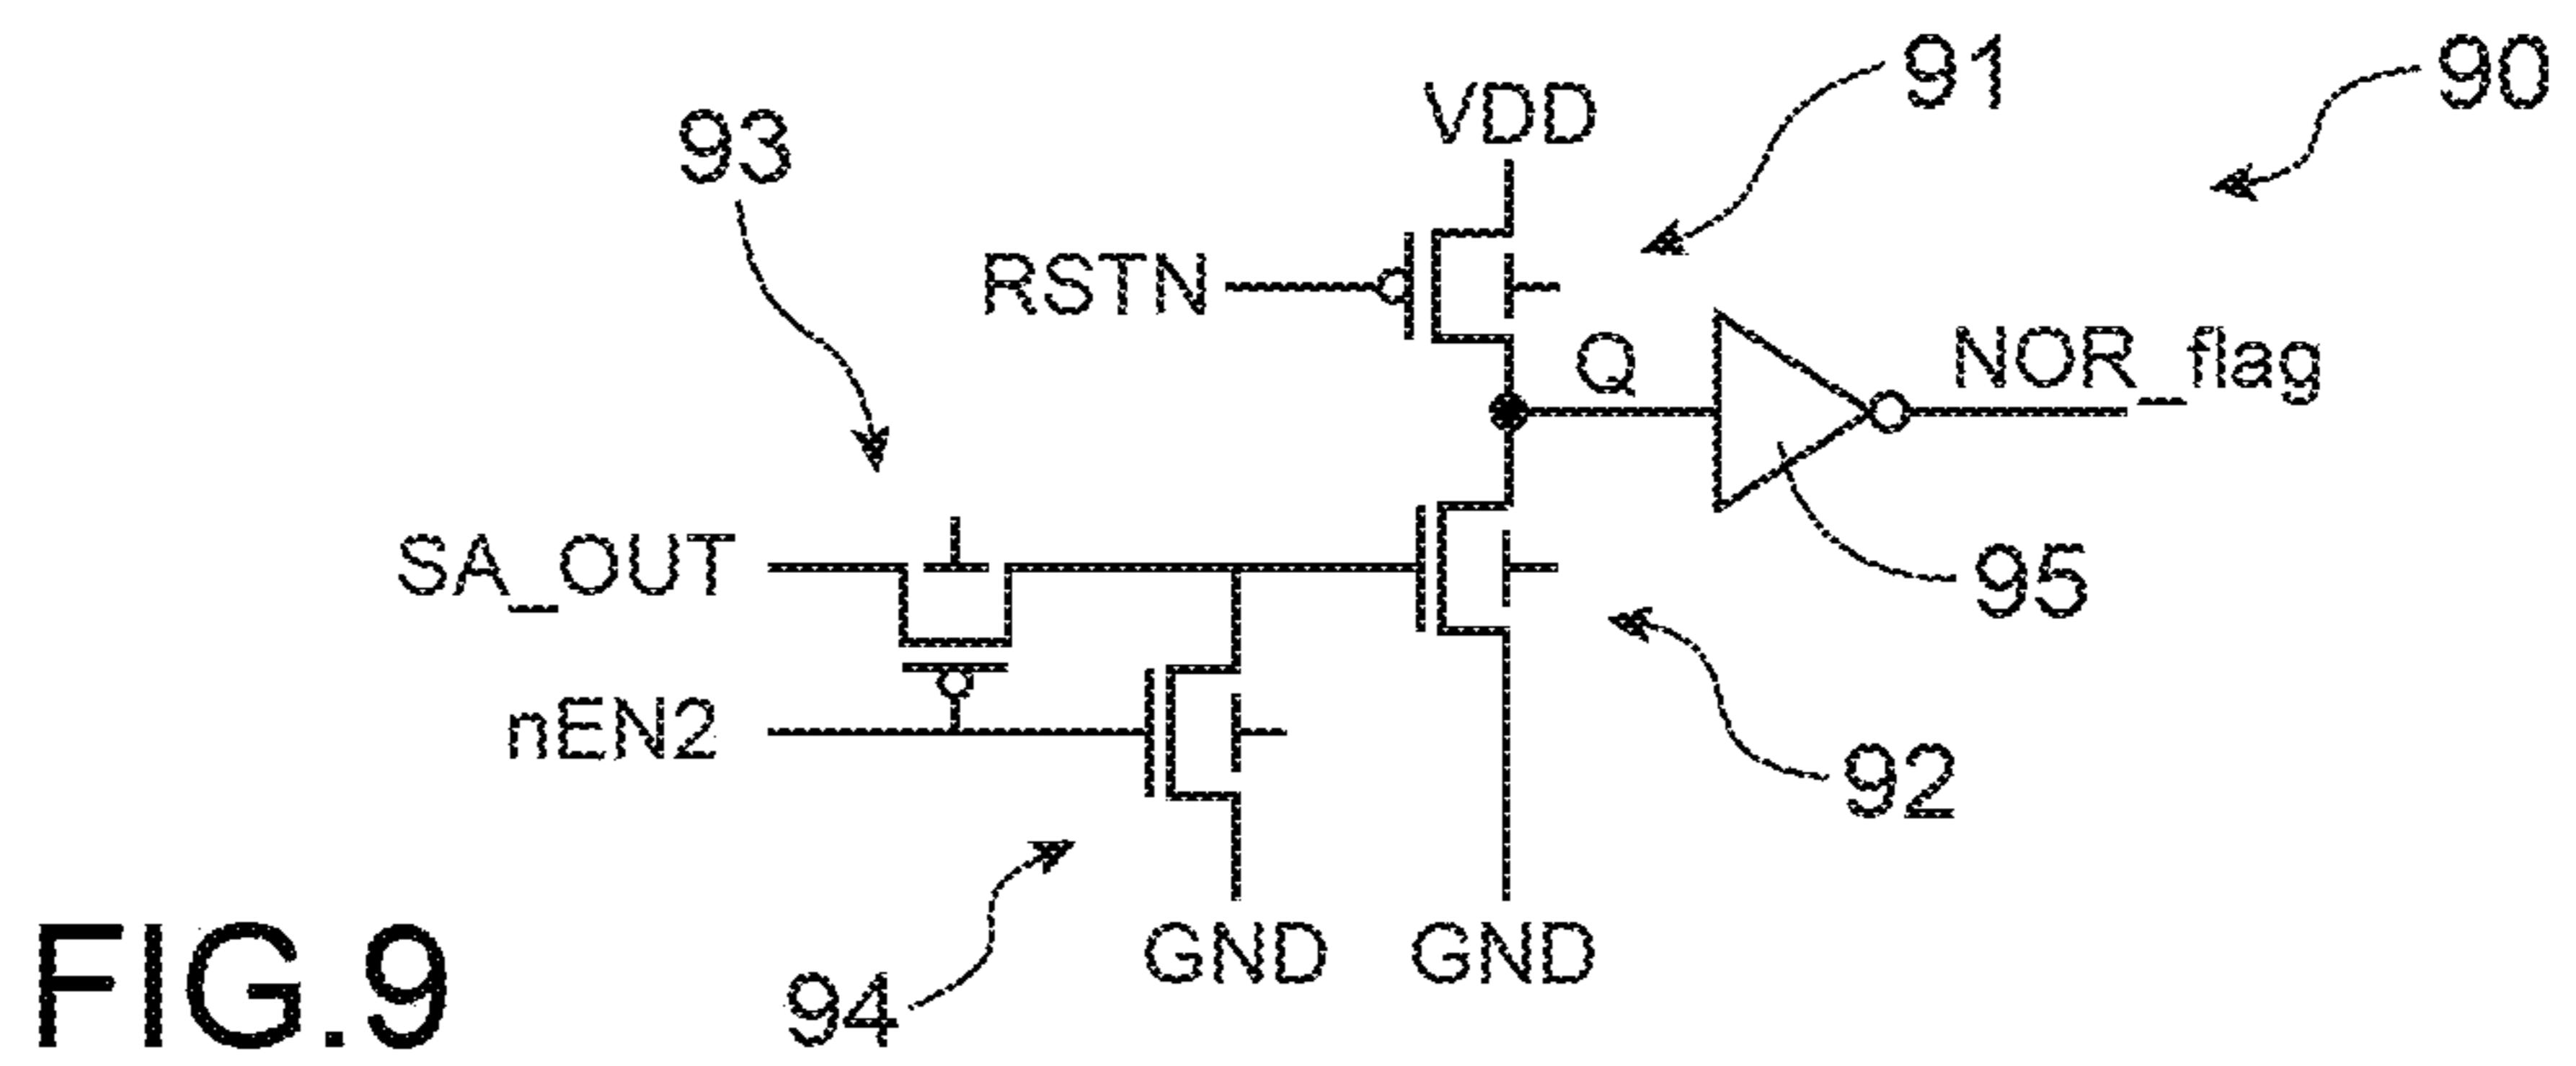 90
91
VDD
93
RSTN
Q
NOR_flag
SA_OUT
95
nEN2
92
GND
GND
94
FIG.9